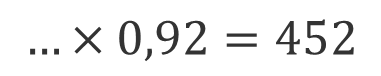 ... × 0,92 = 452